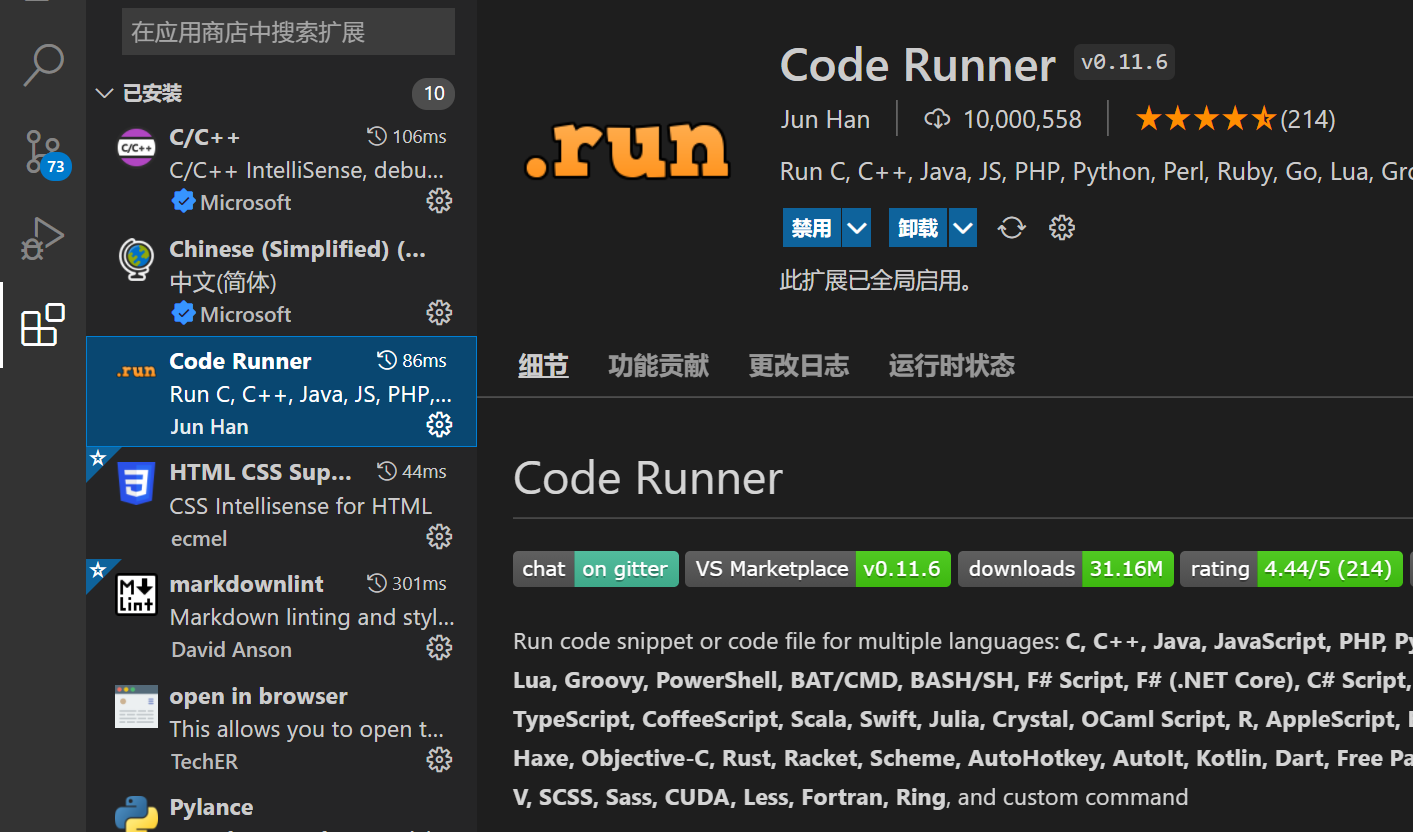 在应用商店中搜索扩展
已安装
10
C/C++
106ms
C/C++ IntelliSense, debu...
Microsoft
Chinese (Simplified) (...
中文(简体)
Microsoft
Code Runner
86ms
Run C, C++, Java, JS, PHP,...
Jun Han
HTML CSS Sup...
44ms
CSS Intellisense for HTML
ecmel
markdownlint
301ms
Markdown linting and styl...
David Anson
open in browser
This allows you to open t...
TechER
Pylance
73
C/C++
.run
M lint
.run
Code Runner
v0.11.6
Jun Han
10,000,558
(214)
Run C, C++, Java, JS, PHP, Python, Perl, Ruby, Go, Lua, Gro
禁用
卸载
此扩展已全局启用。
细节 功能贡献 更改日志 运行时状态
Code Runner
chat on gitter VS Marketplace v0.11.6 downloads 31.16M rating 4.44/5 (214)
Run code snippet or code file for multiple languages: C, C++, Java, JavaScript, PHP, Py
Lua, Groovy, PowerShell, BAT/CMD, BASH/SH, F# Script, F# (.NET Core), C# Script,
TypeScript, CoffeeScript, Scala, Swift, Julia, Crystal, OCaml Script, R, AppleScript,
Haxe, Objective-C, Rust, Racket, Scheme, AutoHotkey, AutoIt, Kotlin, Dart, Free Pa
V, SCSS, Sass, CUDA, Less, Fortran, Ring, and custom command